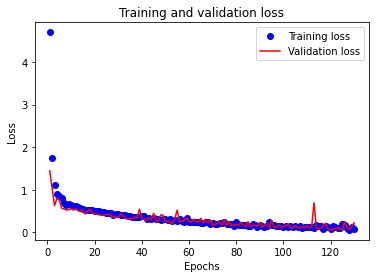 Training and validation loss
Training loss
Validation loss
4
3
2
1
0
Loss
0
20
40
60
80
100
120
Epochs